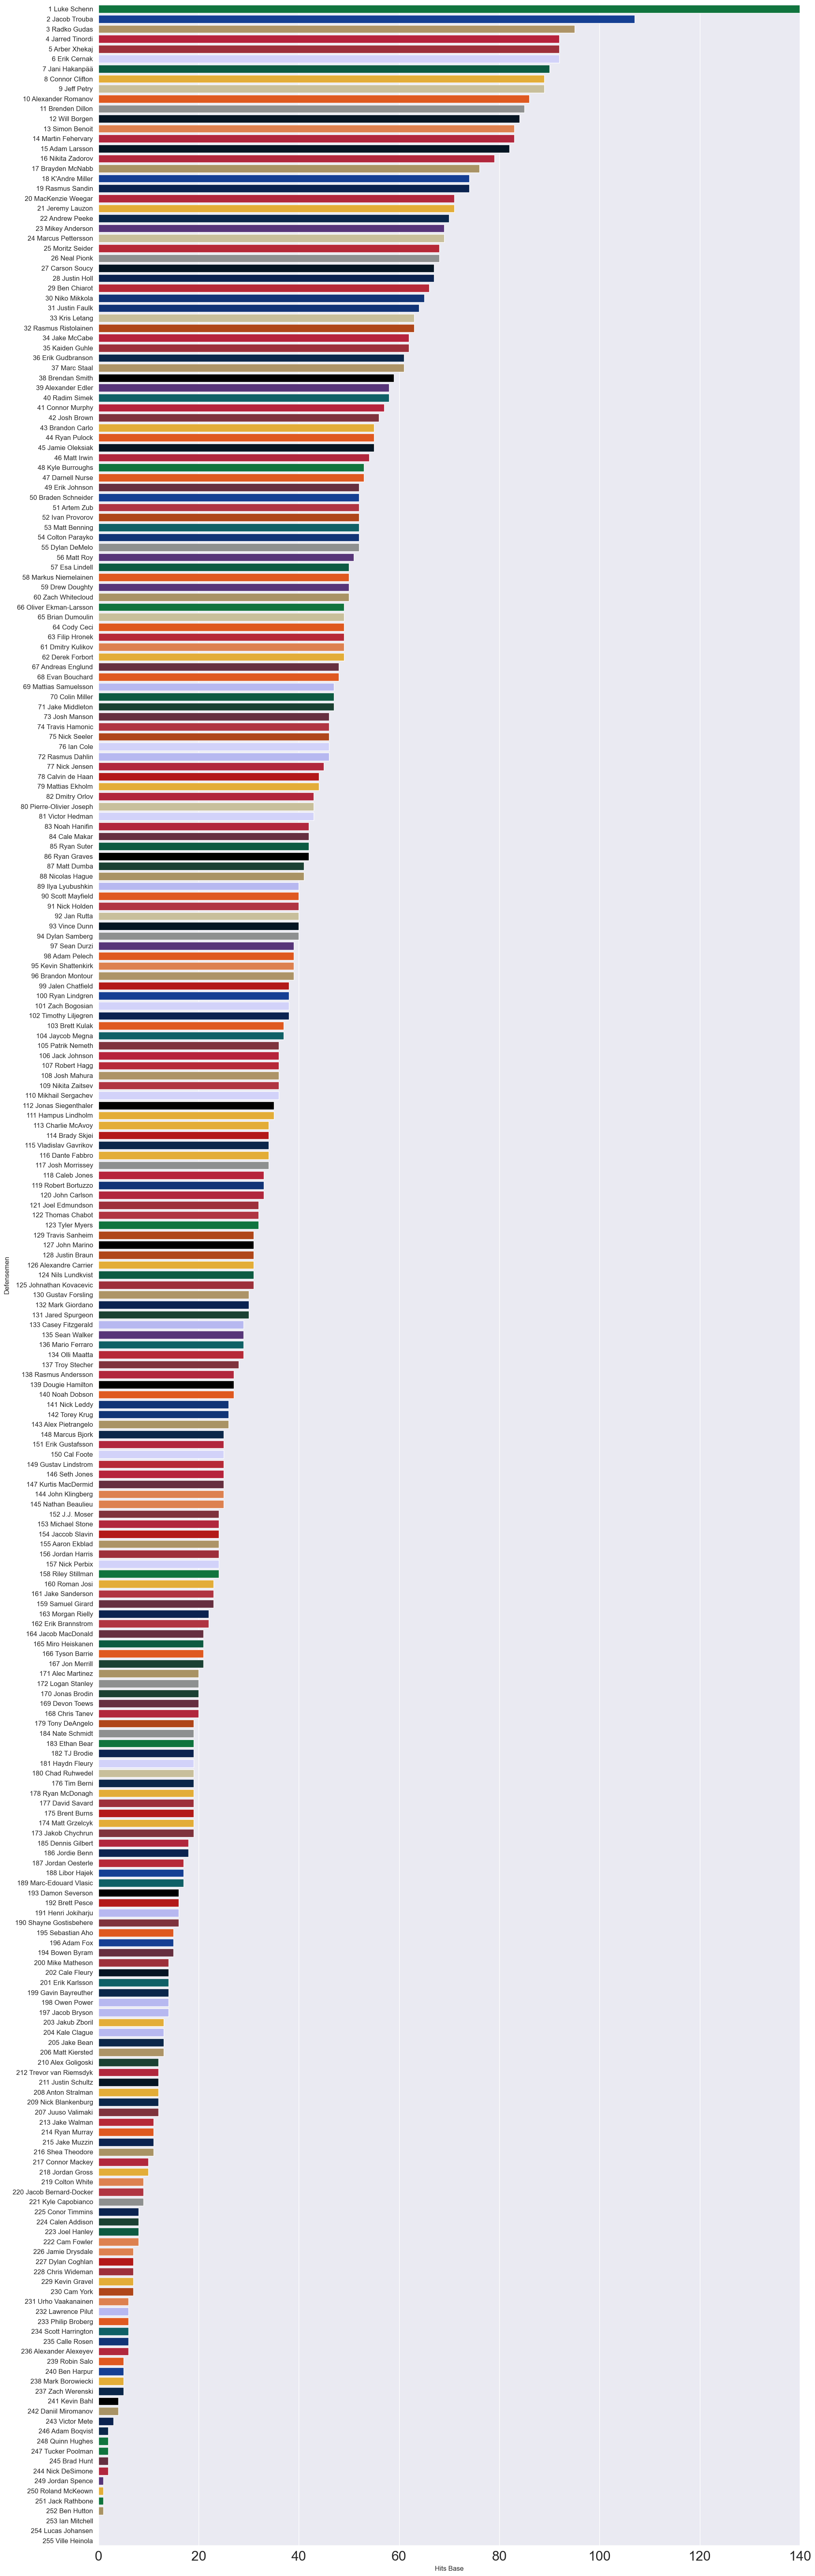 1 Luke Schenn
2 Jacob Trouba
3 Radko Gudas
4 Jarred Tinordi
5 Arber Xhekaj
6 Erik Cernak
7 Jani Hakanpää
8 Connor Clifton
9 Jeff Petry
10 Alexander Romanov
11 Brenden Dillon
12 Will Borgen
13 Simon Benoit
14 Martin Fehervary
15 Adam Larsson
16 Nikita Zadorov
17 Brayden McNabb
18 K'Andre Miller
19 Rasmus Sandin
20 MacKenzie Weegar
21 Jeremy Lauzon
22 Andrew Peeke
23 Mikey Anderson
24 Marcus Pettersson
25 Moritz Seider
26 Neal Pionk
27 Carson Soucy
28 Justin Holl
29 Ben Chiarot
30 Niko Mikkola
31 Justin Faulk
33 Kris Letang
32 Rasmus Ristolainen
34 Jake McCabe
35 Kaiden Guhle
36 Erik Gudbranson
37 Marc Staal
38 Brendan Smith
39 Alexander Edler
40 Radim Simek
41 Connor Murphy
42 Josh Brown
43 Brandon Carlo
44 Ryan Pulock
45 Jamie Oleksiak
46 Matt Irwin
48 Kyle Burroughs
47 Darnell Nurse
49 Erik Johnson
50 Braden Schneider
51 Artem Zub
52 Ivan Provorov
53 Matt Benning
54 Colton Parayko
55 Dylan DeMelo
56 Matt Roy
57 Esa Lindell
58 Markus Niemelainen
59 Drew Doughty
60 Zach Whitecloud
66 Oliver Ekman-Larsson
65 Brian Dumoulin
64 Cody Ceci
63 Filip Hronek
61 Dmitry Kulikov
62 Derek Forbort
67 Andreas Englund
68 Evan Bouchard
69 Mattias Samuelsson
70 Colin Miller
71 Jake Middleton
73 Josh Manson
74 Travis Hamonic
75 Nick Seeler
76 Ian Cole
72 Rasmus Dahlin
77 Nick Jensen
78 Calvin de Haan
79 Mattias Ekholm
82 Dmitry Orlov
80 Pierre-Olivier Joseph
81 Victor Hedman
83 Noah Hanifin
84 Cale Makar
85 Ryan Suter
86 Ryan Graves
87 Matt Dumba
88 Nicolas Hague
89 Ilya Lyubushkin
90 Scott Mayfield
91 Nick Holden
92 Jan Rutta
93 Vince Dunn
94 Dylan Samberg
97 Sean Durzi
98 Adam Pelech
95 Kevin Shattenkirk
96 Brandon Montour
99 Jalen Chatfield
100 Ryan Lindgren
101 Zach Bogosian
102 Timothy Liljegren
103 Brett Kulak
104 Jaycob Megna
105 Patrik Nemeth
106 Jack Johnson
107 Robert Hagg
108 Josh Mahura
109 Nikita Zaitsev
110 Mikhail Sergachev
112 Jonas Siegenthaler
111 Hampus Lindholm
113 Charlie McAvoy
114 Brady Skjei
115 Vladislav Gavrikov
116 Dante Fabbro
117 Josh Morrissey
118 Caleb Jones
119 Robert Bortuzzo
120 John Carlson
121 Joel Edmundson
122 Thomas Chabot
123 Tyler Myers
129 Travis Sanheim
127 John Marino
128 Justin Braun
126 Alexandre Carrier
124 Nils Lundkvist
125 Johnathan Kovacevic
130 Gustav Forsling
132 Mark Giordano
131 Jared Spurgeon
133 Casey Fitzgerald
135 Sean Walker
136 Mario Ferraro
134 Olli Maatta
137 Troy Stecher
138 Rasmus Andersson
139 Dougie Hamilton
140 Noah Dobson
141 Nick Leddy
142 Torey Krug
143 Alex Pietrangelo
148 Marcus Bjork
151 Erik Gustafsson
150 Cal Foote
149 Gustav Lindstrom
146 Seth Jones
147 Kurtis MacDermid
144 John Klingberg
145 Nathan Beaulieu
152 J.J. Moser
153 Michael Stone
154 Jaccob Slavin
155 Aaron Ekblad
156 Jordan Harris
157 Nick Perbix
158 Riley Stillman
160 Roman Josi
161 Jake Sanderson
159 Samuel Girard
163 Morgan Rielly
162 Erik Brannstrom
164 Jacob MacDonald
165 Miro Heiskanen
166 Tyson Barrie
167 Jon Merrill
171 Alec Martinez
172 Logan Stanley
170 Jonas Brodin
169 Devon Toews
168 Chris Tanev
179 Tony DeAngelo
184 Nate Schmidt
183 Ethan Bear
182 TJ Brodie
181 Haydn Fleury
180 Chad Ruhwedel
176 Tim Berni
178 Ryan McDonagh
177 David Savard
175 Brent Burns
174 Matt Grzelcyk
173 Jakob Chychrun
185 Dennis Gilbert
186 Jordie Benn
187 Jordan Oesterle
188 Libor Hajek
189 Marc-Edouard Vlasic
193 Damon Severson
192 Brett Pesce
191 Henri Jokiharju
190 Shayne Gostisbehere
195 Sebastian Aho
196 Adam Fox
194 Bowen Byram
200 Mike Matheson
202 Cale Fleury
201 Erik Karlsson
199 Gavin Bayreuther
198 Owen Power
197 Jacob Bryson
203 Jakub Zboril
204 Kale Clague
205 Jake Bean
206 Matt Kiersted
210 Alex Goligoski
212 Trevor van Riemsdyk
211 Justin Schultz
208 Anton Stralman
209 Nick Blankenburg
207 Juuso Valimaki
213 Jake Walman
214 Ryan Murray
215 Jake Muzzin
216 Shea Theodore
217 Connor Mackey
218 Jordan Gross
219 Colton White
220 Jacob Bernard-Docker
221 Kyle Capobianco
225 Conor Timmins
224 Calen Addison
223 Joel Hanley
222 Cam Fowler
226 Jamie Drysdale
227 Dylan Coghlan
228 Chris Wideman
229 Kevin Gravel
230 Cam York
231 Urho Vaakanainen
232 Lawrence Pilut
233 Philip Broberg
234 Scott Harrington
235 Calle Rosen
236 Alexander Alexeyev
239 Robin Salo
240 Ben Harpur
238 Mark Borowiecki
237 Zach Werenski
241 Kevin Bahl
242 Daniil Miromanov
243 Victor Mete
246 Adam Boqvist
248 Quinn Hughes
247 Tucker Poolman
245 Brad Hunt
244 Nick DeSimone
249 Jordan Spence
250 Roland McKeown
251 Jack Rathbone
252 Ben Hutton
253 Ian Mitchell
254 Lucas Johansen
255 Ville Heinola
Defensemen
0 20 40 60 80 100 120 140
Hits Base